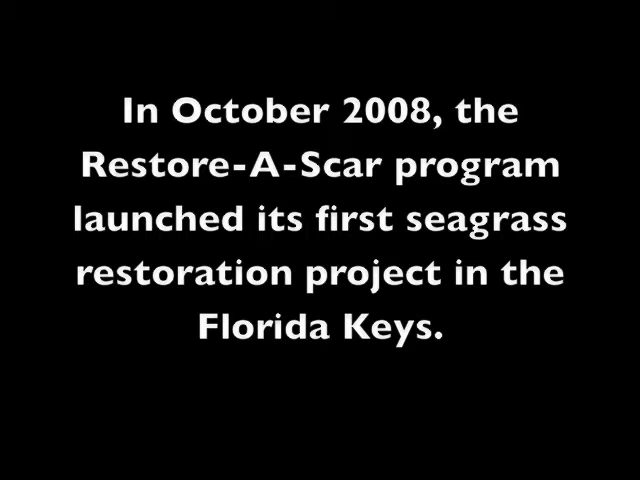 In October 2008, the
Restore-A-Scar program
launched its first seagrass
restoration project in the
Florida Keys.